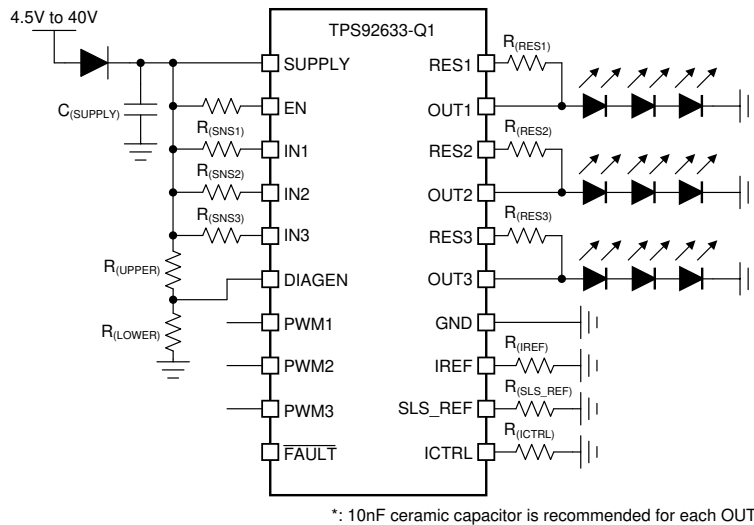 4.5V to 40V
TPS92633-Q1
SUPPLY
EN
IN1
IN2
IN3
DIAGEN
PWM1
PWM2
PWM3
FAULT
RES1
OUT1
RES2
OUT2
RES3
OUT3
GND
IREF
SLS_REF
ICTRL
C(SUPPLY)
R(SNS1)
R(SNS2)
R(SNS3)
R(UPPER)
R(LOWER)
R(RES1)
R(RES2)
R(RES3)
R(IREF)
R(SLS_REF)
R(ICTRL)
*: 10nF ceramic capacitor is recommended for each OUT